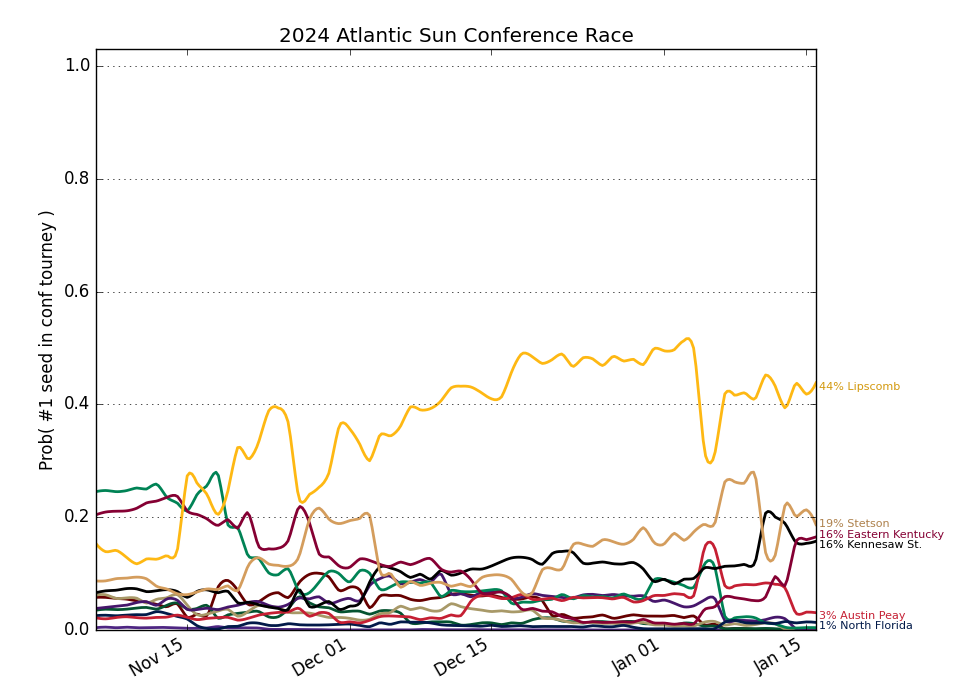 2024 Atlantic Sun Conference Race
Prob( #1 seed in conf tourney )
1.0
0.8
0.6
0.4
0.2
0.0
Nov 15
Dec 01
Dec 15
Jan 01
Jan 15
44% Lipscomb
19% Stetson
16% Eastern Kentucky
16% Kennesaw St.
3% Austin Peay
1% North Florida